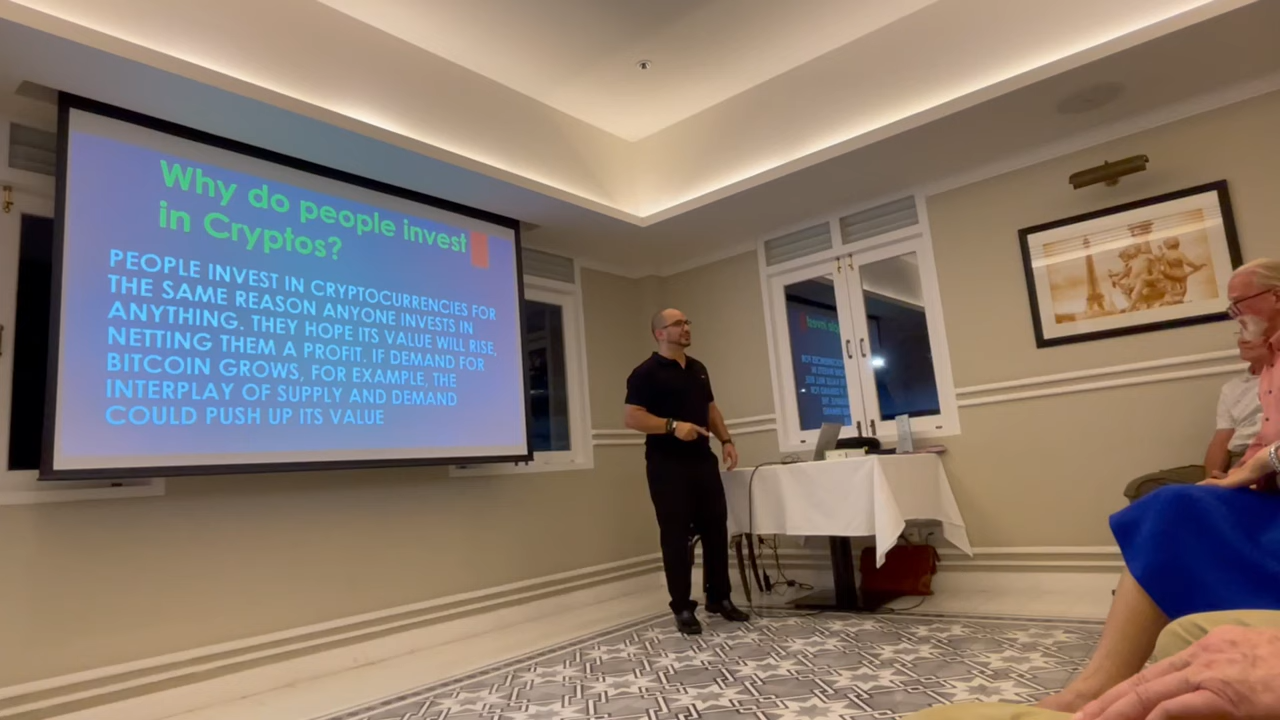 Why do people invest
in Cryptos?
PEOPLE INVEST IN CRYPTOCURRENCIES FOR
THE SAME REASON ANYONE INVESTS IN
ANYTHING. THEY HOPE ITS VALUE WILL RISE,
NETTING THEM A PROFIT. IF DEMAND FOR
BITCOIN GROWS, FOR EXAMPLE, THE
INTERPLAY OF SUPPLY AND DEMAND
COULD PUSH UP ITS VALUE